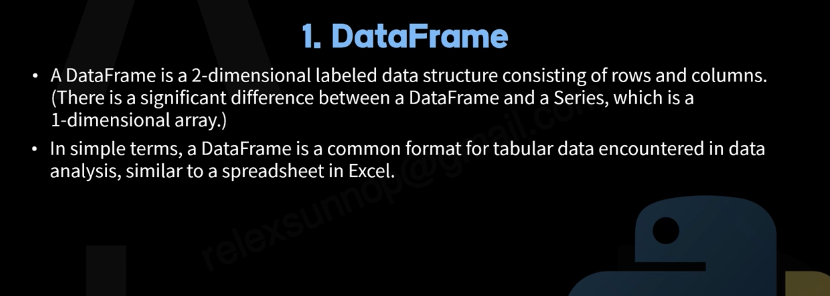 1. DataFrame
• A DataFrame is a 2-dimensional labeled data structure consisting of rows and columns.
(There is a significant difference between a DataFrame and a Series, which is a
1-dimensional array.)
• In simple terms, a DataFrame is a common format for tabular data encountered in data
analysis, similar to a spreadsheet in Excel.
relexsunnop@gmail.com